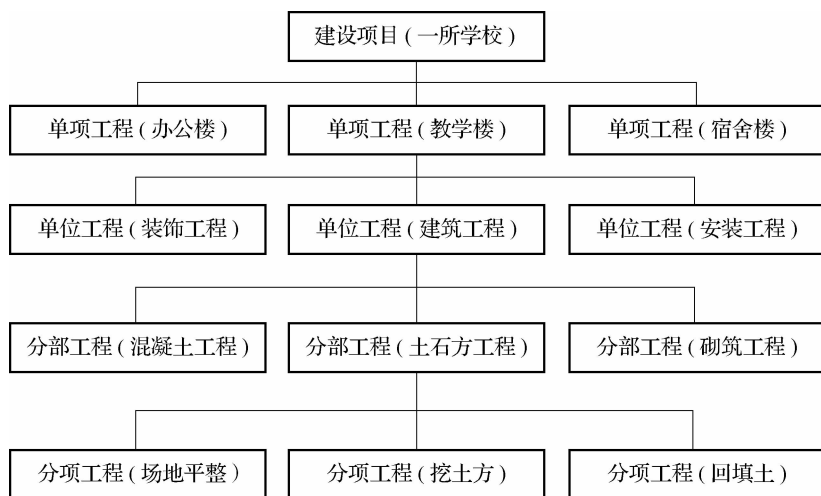 建设项目(一所学校)
单项工程(办公楼)
单项工程(教学楼)
单项工程(宿舍楼)
单位工程(装饰工程)
单位工程(建筑工程)
单位工程(安装工程)
分部工程(混凝土工程)
分部工程(土石方工程)
分部工程(砌筑工程)
分项工程(场地平整)
分项工程(挖土方)
分项工程(回填土)